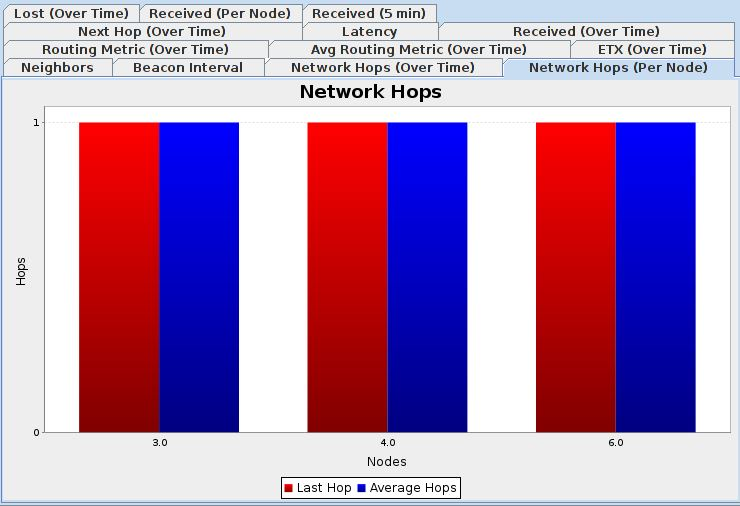 Lost (Over Time) Received (Per Node) Received (5 min)
Next Hop (Over Time) Latency Received (Over Time)
Routing Metric (Over Time) Avg Routing Metric (Over Time) ETX (Over Time)
Neighbors Beacon Interval Network Hops (Over Time) Network Hops (Per Node)
Network Hops
1
Hops
0
3.0 4.0 6.0
Nodes
Last Hop Average Hops